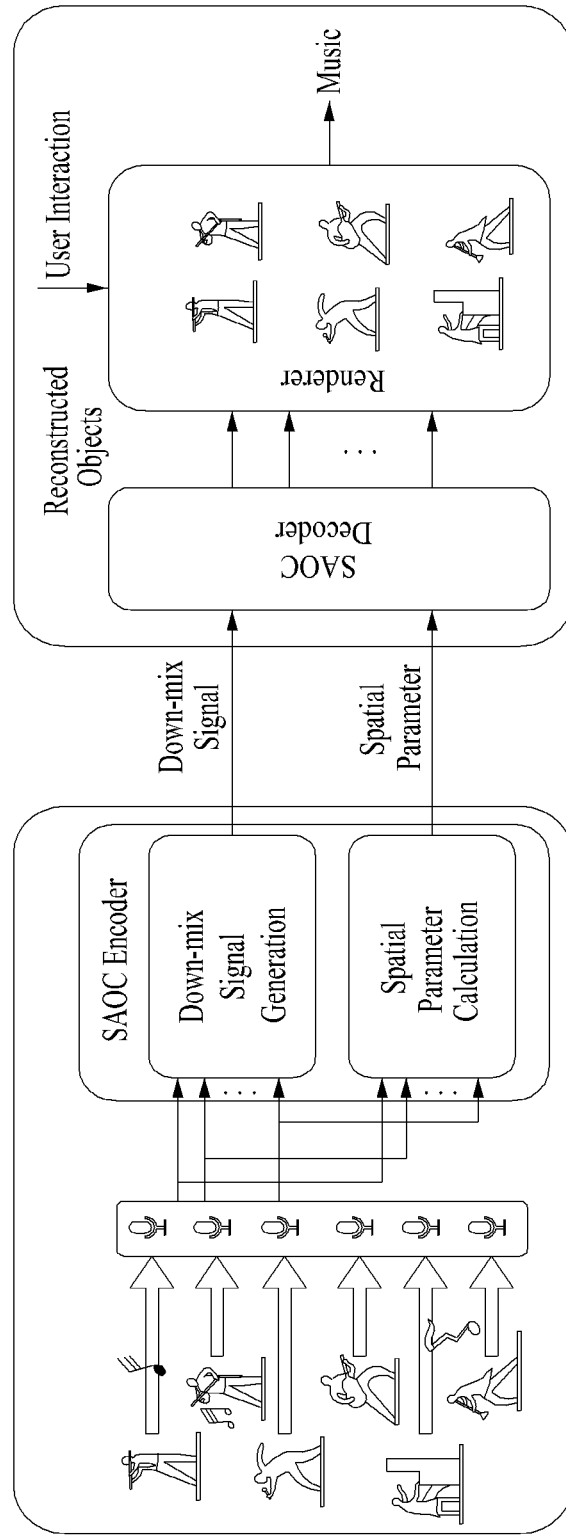 SAOC Encoder
Down-mix
Signal
Generation
. . .
Spatial
Parameter
Calculation
. . .
Down-mix
Signal
Spatial
Parameter
SAOC
Decoder
Reconstructed
Objects
. . .
Renderer
User Interaction
Music